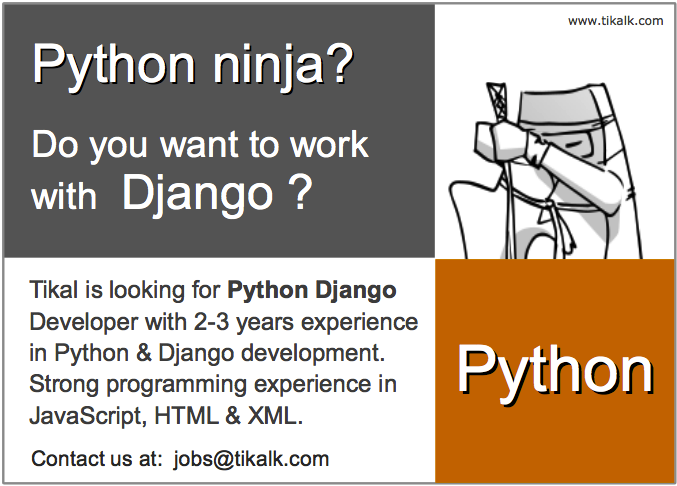 www.tikalk.com
Python ninja?
Do you want to work
with Django ?
Tikal is looking for Python Django
Developer with 2-3 years experience
in Python & Django development.
Strong programming experience in
JavaScript, HTML & XML.
Contact us at: jobs@tikalk.com
Python